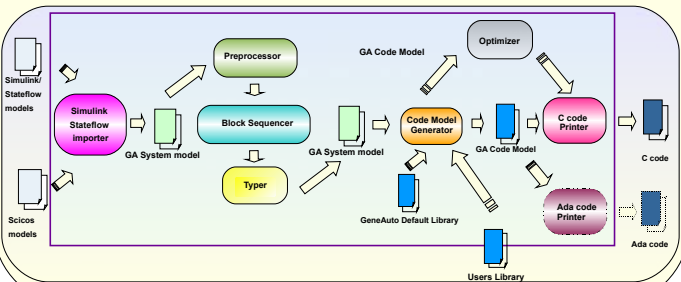 Simulink/
Stateflow
models
Scicos
models
Simulink
Stateflow
importer
GA System model
Preprocessor
Block Sequencer
Typer
GA System model
GA Code Model
Optimizer
Code Model
Generator
GA Code Model
C code
Printer
C code
GeneAuto Default Library
Ada code
Printer
Ada code
Users Library